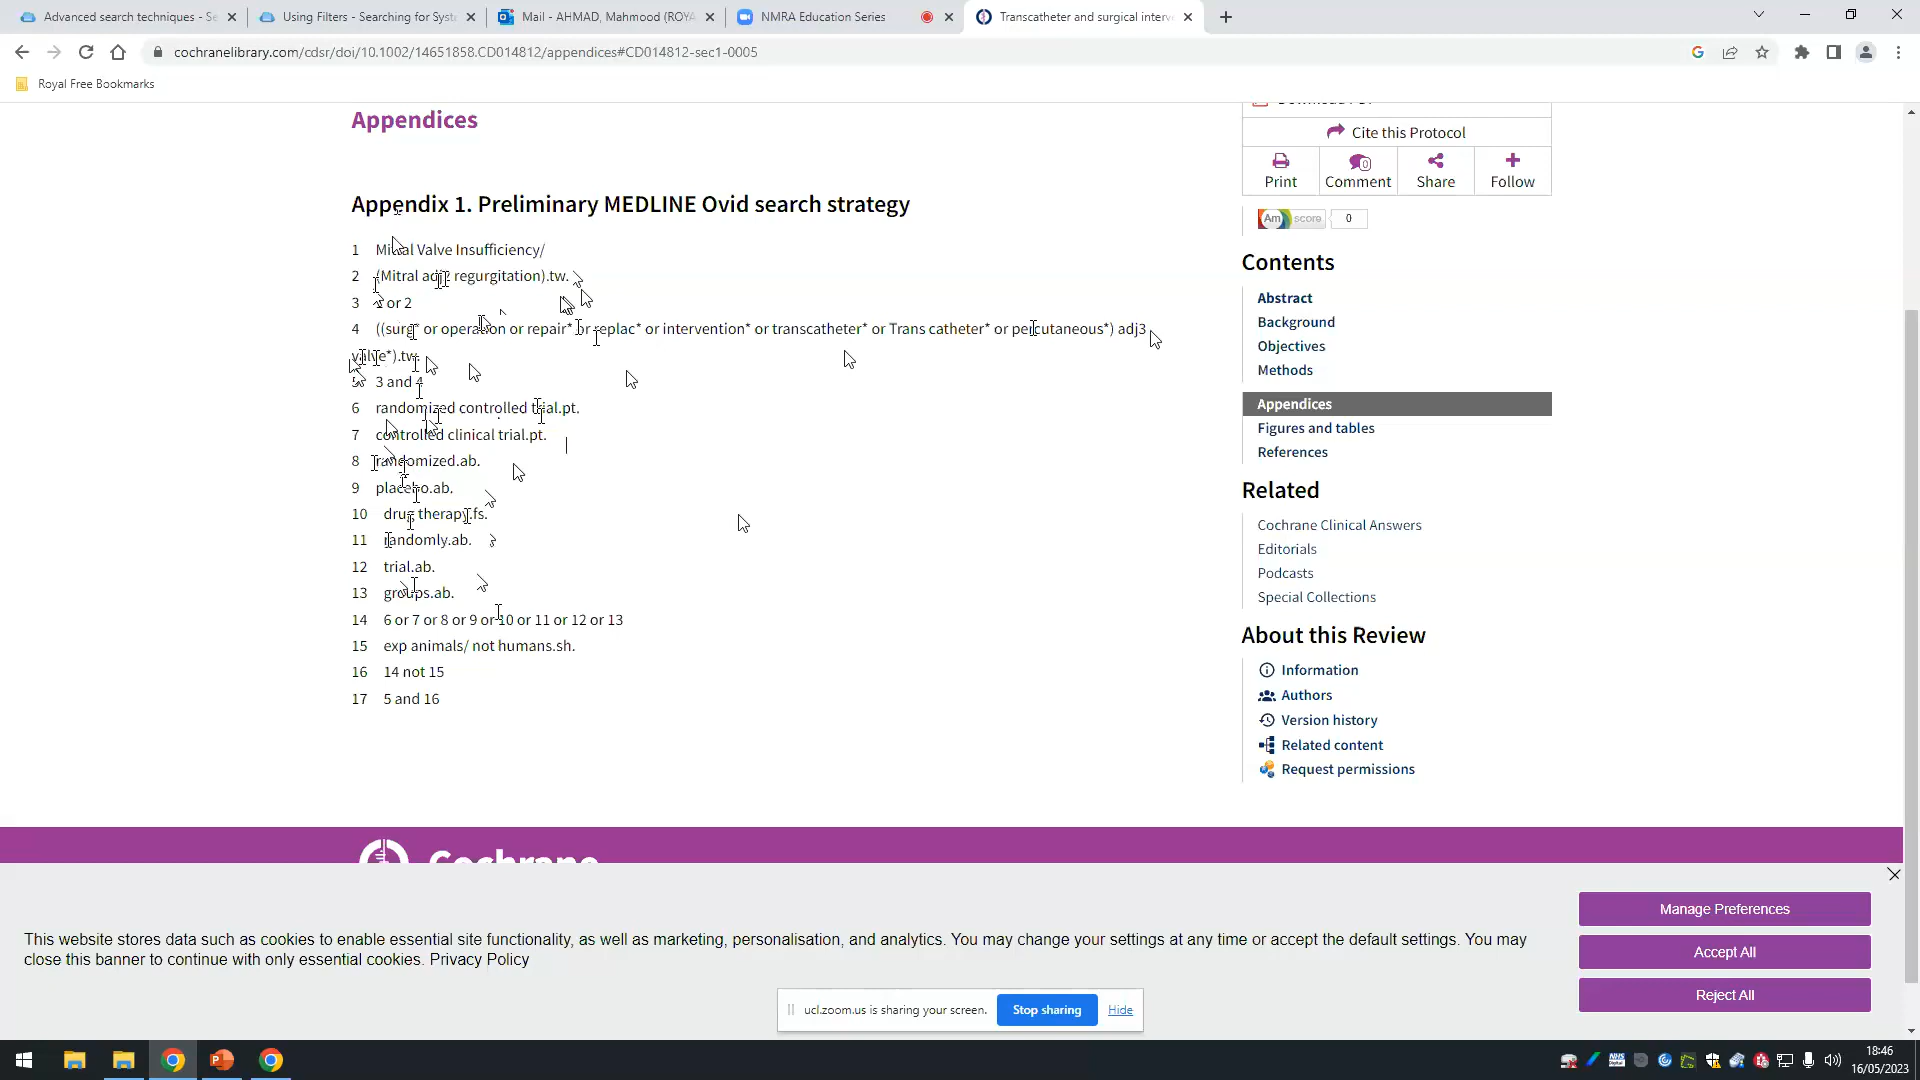 Advanced search techniques - Se
Using Filters - Searching for Syst
Mail - AHMAD, Mahmood (ROYA
NMRA Education Series
Transcatheter and surgical interv
cochranelibrary.com/cdsr/doi/10.1002/14651858.CD014812/appendices#CD014812-sec1-0005
Royal Free Bookmarks
Appendices
Appendix 1. Preliminary MEDLINE Ovid search strategy
1 Mitral Valve Insufficiency/
2 (Mitral adj2 regurgitation).tw.
3 1 or 2
4 ((surg* or operation or repair* or replac* or intervention* or transcatheter* or Trans catheter* or percutaneous*) adj3
valve*).tw.
5 3 and 4
6 randomized controlled trial.pt.
7 controlled clinical trial.pt.
8 randomized.ab.
9 placebo.ab.
10 drug therapy.fs.
11 randomly.ab.
12 trial.ab.
13 groups.ab.
14 6 or 7 or 8 or 9 or 10 or 11 or 12 or 13
15 exp animals/ not humans.sh.
16 14 not 15
17 5 and 16
Cite this Protocol
0
Print
Comment
Share
Follow
Am score 0
Contents
Abstract
Background
Objectives
Methods
Appendices
Figures and tables
References
Related
Cochrane Clinical Answers
Editorials
Podcasts
Special Collections
About this Review
Information
Authors
Version history
Related content
Request permissions
Cochrane
This website stores data such as cookies to enable essential site functionality, as well as marketing, personalisation, and analytics. You may change your settings at any time or accept the default settings. You may
close this banner to continue with only essential cookies. Privacy Policy
Manage Preferences
Accept All
Reject All
ucl.zoom.us is sharing your screen.
Stop sharing
Hide
18:46
16/05/2023